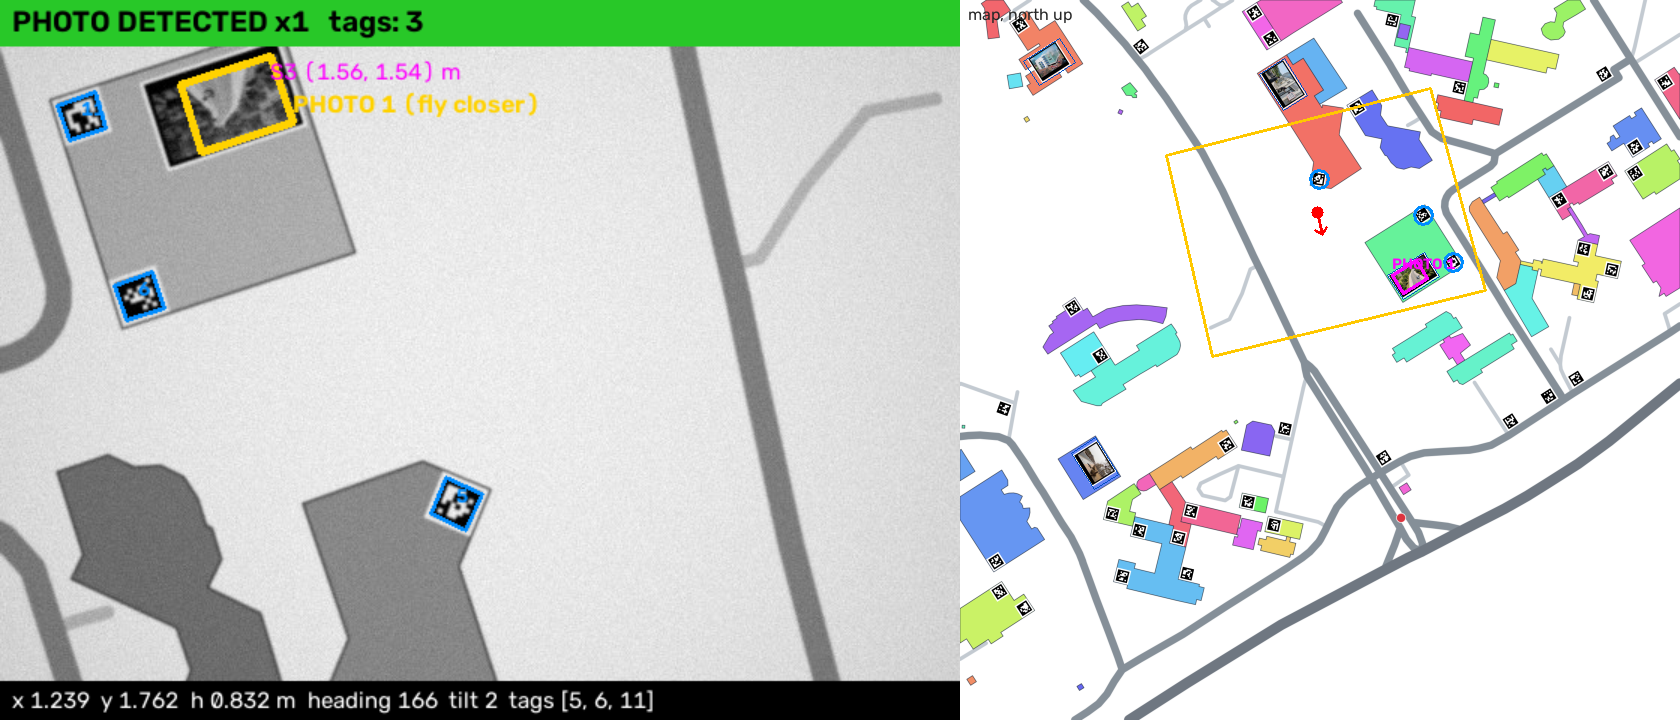 PHOTO DETECTED x1 tags: 3
S3 (1.56, 1.54) m
PHOTO 1 (fly closer)
x 1.239 y 1.762 h 0.832 m heading 166 tilt 2 tags [5, 6, 11]
map, north up